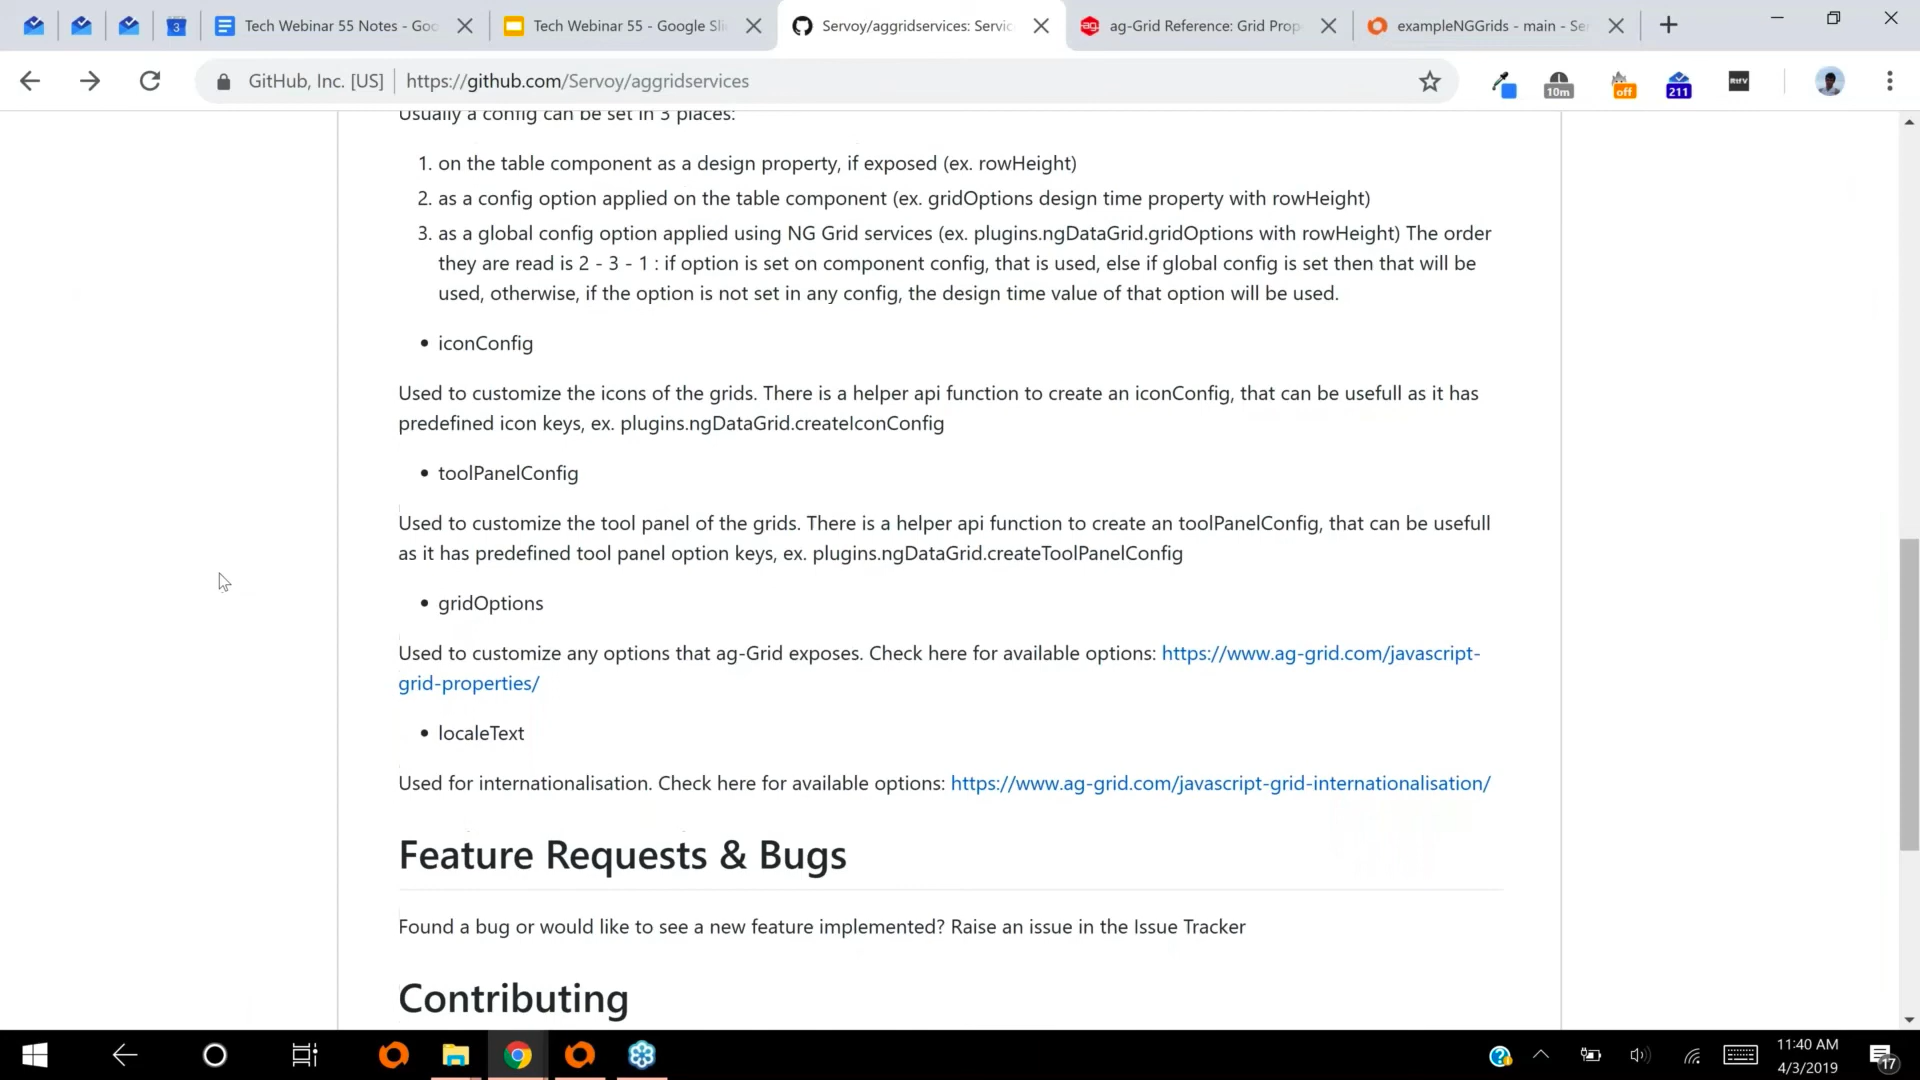 3
Tech Webinar 55 Notes - Goo
Tech Webinar 55 - Google Sli
Servoy/aggridservices: Servic
ag-Grid Reference: Grid Prop
exampleNGGrids - main - Ser
GitHub, Inc. [US]
https://github.com/Servoy/aggridservices
10m
off
211
Usually a config can be set in 3 places:
1. on the table component as a design property, if exposed (ex. rowHeight)
2. as a config option applied on the table component (ex. gridOptions design time property with rowHeight)
3. as a global config option applied using NG Grid services (ex. plugins.ngDataGrid.gridOptions with rowHeight) The order
they are read is 2 - 3 - 1 : if option is set on component config, that is used, else if global config is set then that will be
used, otherwise, if the option is not set in any config, the design time value of that option will be used.
• iconConfig
Used to customize the icons of the grids. There is a helper api function to create an iconConfig, that can be usefull as it has
predefined icon keys, ex. plugins.ngDataGrid.createIconConfig
• toolPanelConfig
Used to customize the tool panel of the grids. There is a helper api function to create an toolPanelConfig, that can be usefull
as it has predefined tool panel option keys, ex. plugins.ngDataGrid.createToolPanelConfig
• gridOptions
Used to customize any options that ag-Grid exposes. Check here for available options: https://www.ag-grid.com/javascript-
grid-properties/
• localeText
Used for internationalisation. Check here for available options: https://www.ag-grid.com/javascript-grid-internationalisation/
Feature Requests & Bugs
Found a bug or would like to see a new feature implemented? Raise an issue in the Issue Tracker
Contributing
11:40 AM
4/3/2019
17